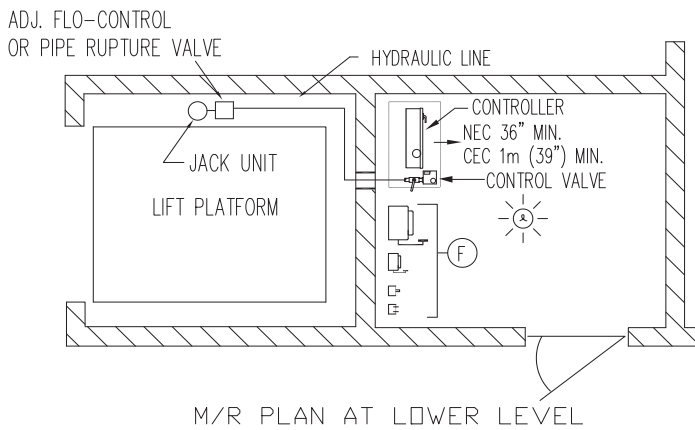 ADJ. FLO-CONTROL
OR PIPE RUPTURE VALVE
HYDRAULIC LINE
CONTROLLER
NEC 36" MIN.
CEC 1m (39") MIN.
CONTROL VALVE
JACK UNIT
LIFT PLATFORM
F
M/R PLAN AT LOWER LEVEL